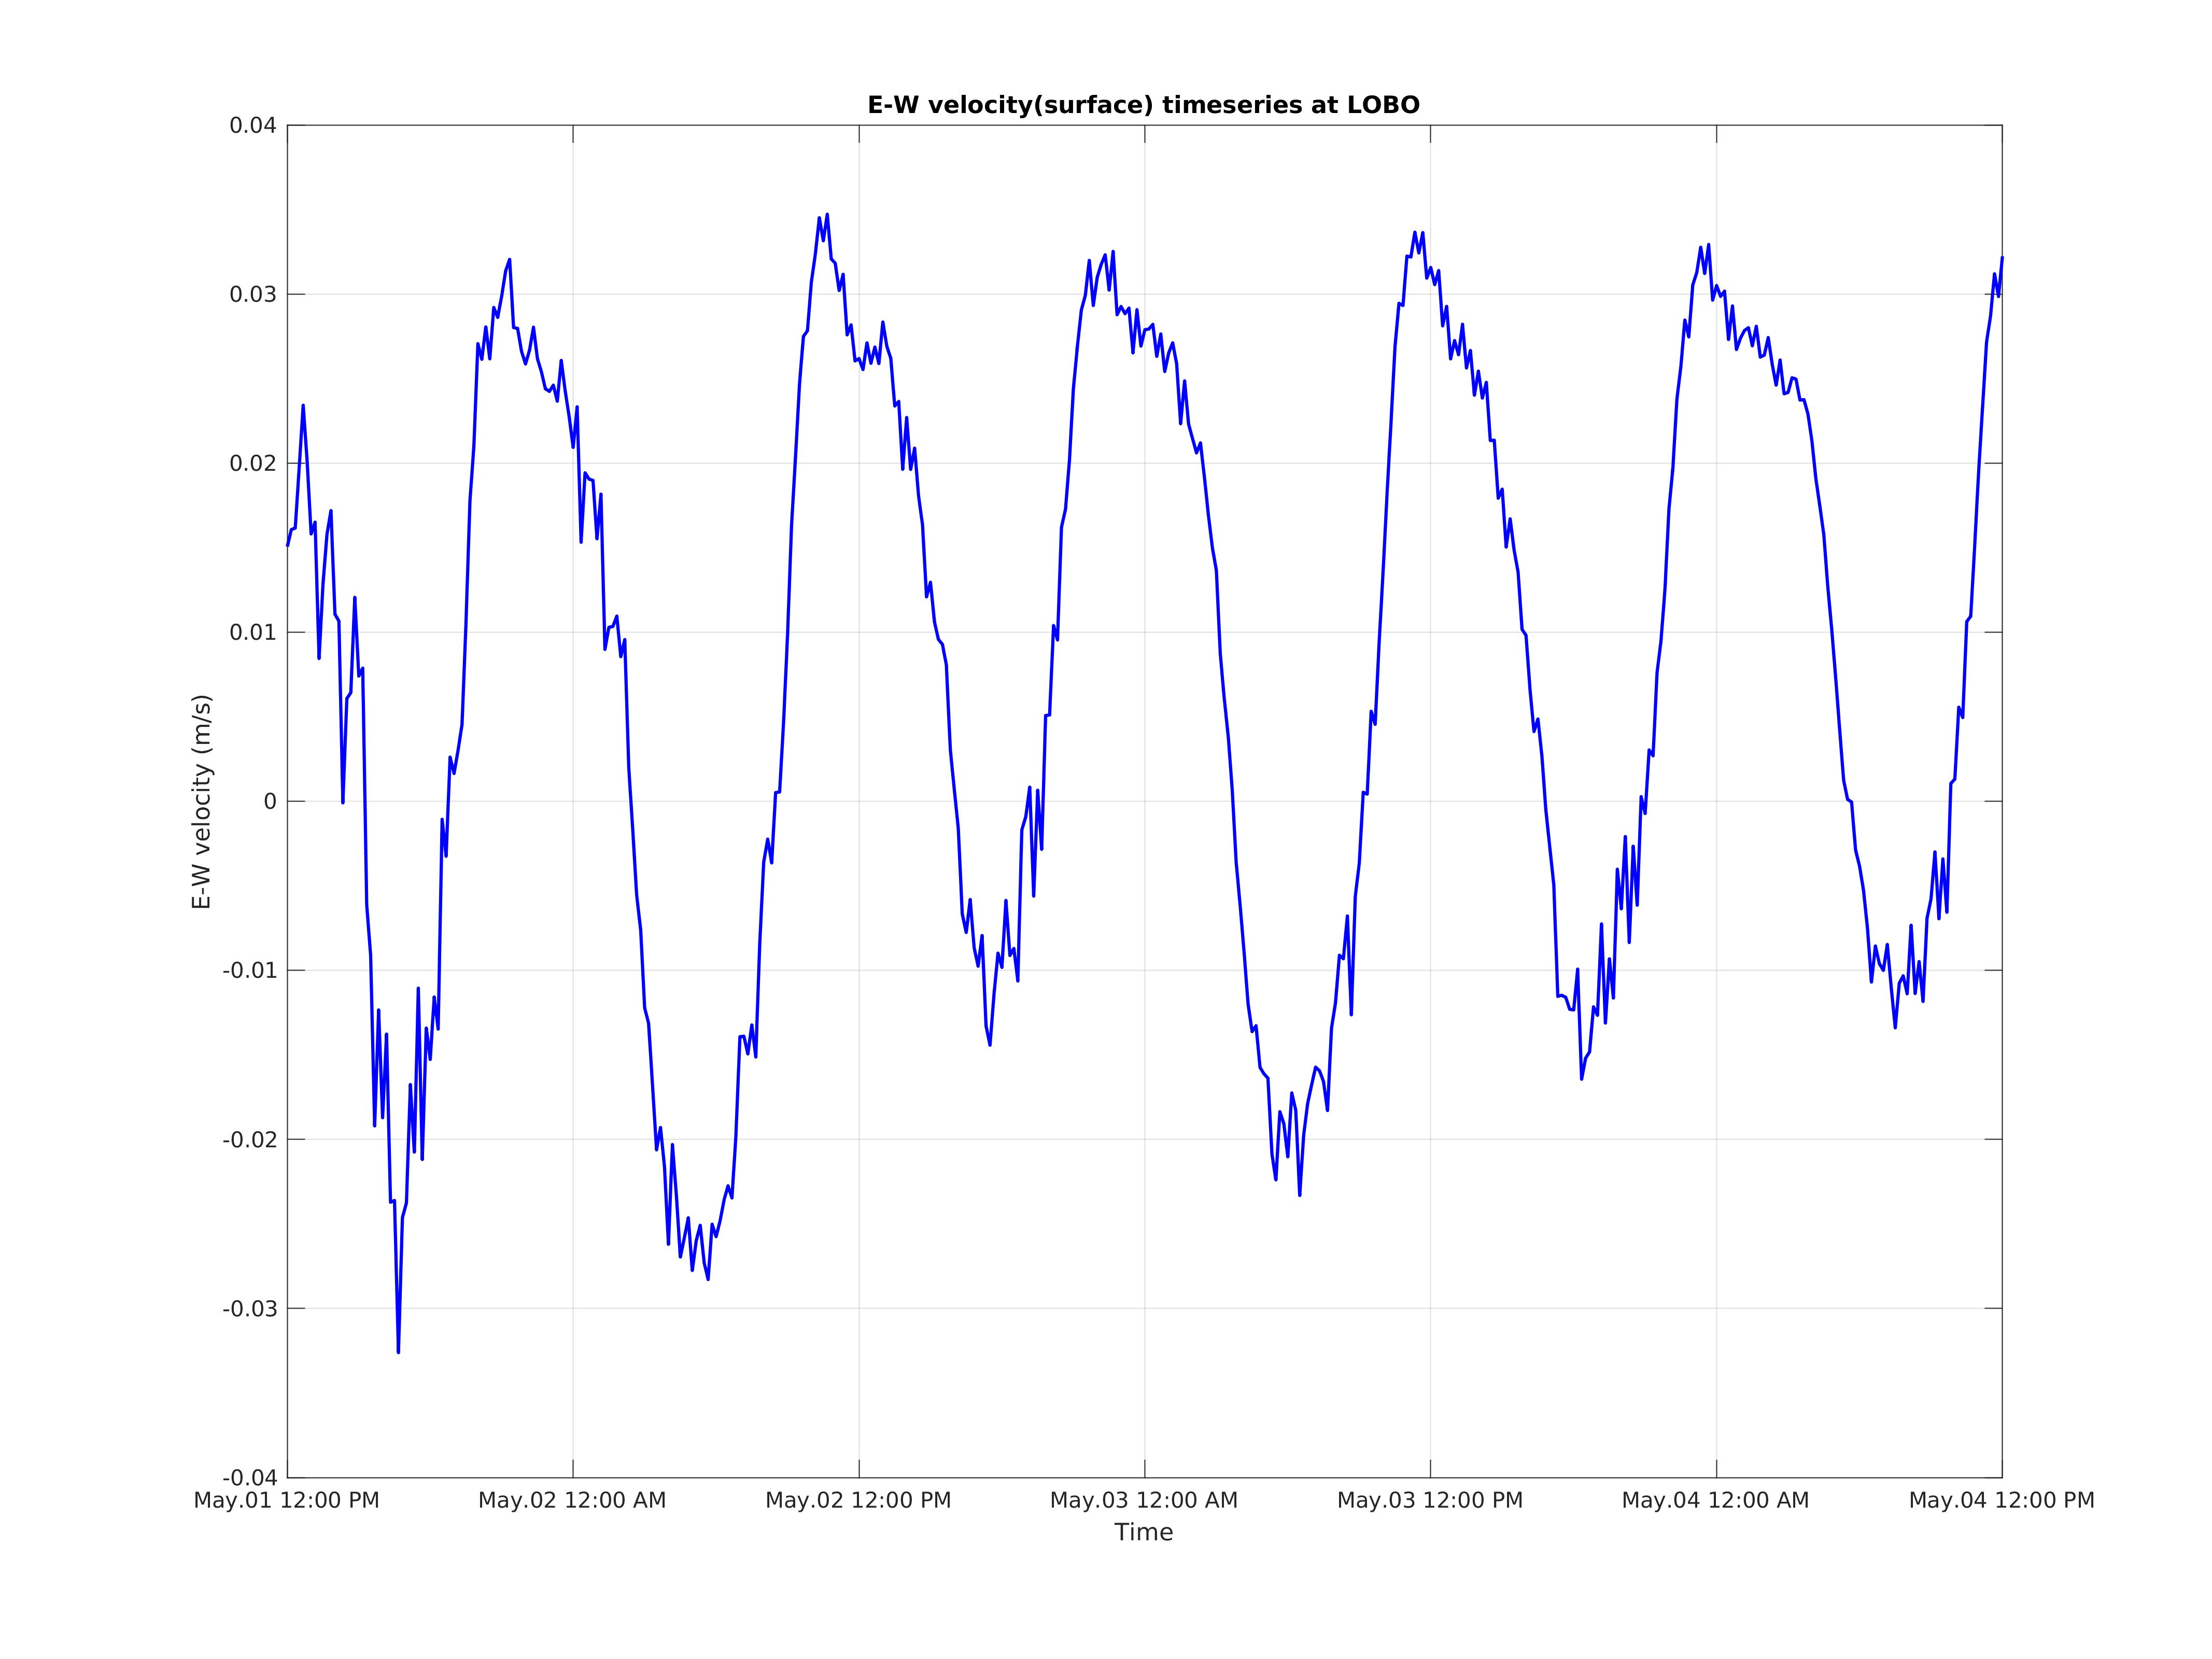 E-W velocity(surface) timeseries at LOBO
0.04
0.03
0.02
0.01
0
-0.01
-0.02
-0.03
-0.04
E-W velocity (m/s)
May.01 12:00 PM
May.02 12:00 AM
May.02 12:00 PM
May.03 12:00 AM
May.03 12:00 PM
May.04 12:00 AM
May.04 12:00 PM
Time